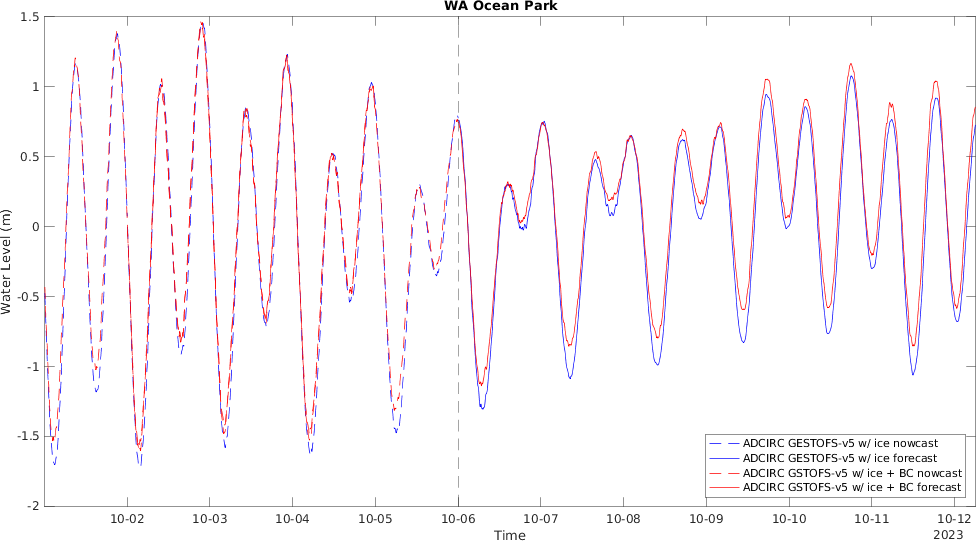 WA Ocean Park
1.5
1
0.5
0
-0.5
-1
-1.5
-2
Water Level (m)
10-02 10-03 10-04 10-05 10-06 10-07 10-08 10-09 10-10 10-11 10-12
Time
2023
ADCIRC GESTOFS-v5 w/ ice nowcast
ADCIRC GESTOFS-v5 w/ ice forecast
ADCIRC GSTOFS-v5 w/ ice + BC nowcast
ADCIRC GSTOFS-v5 w/ ice + BC forecast